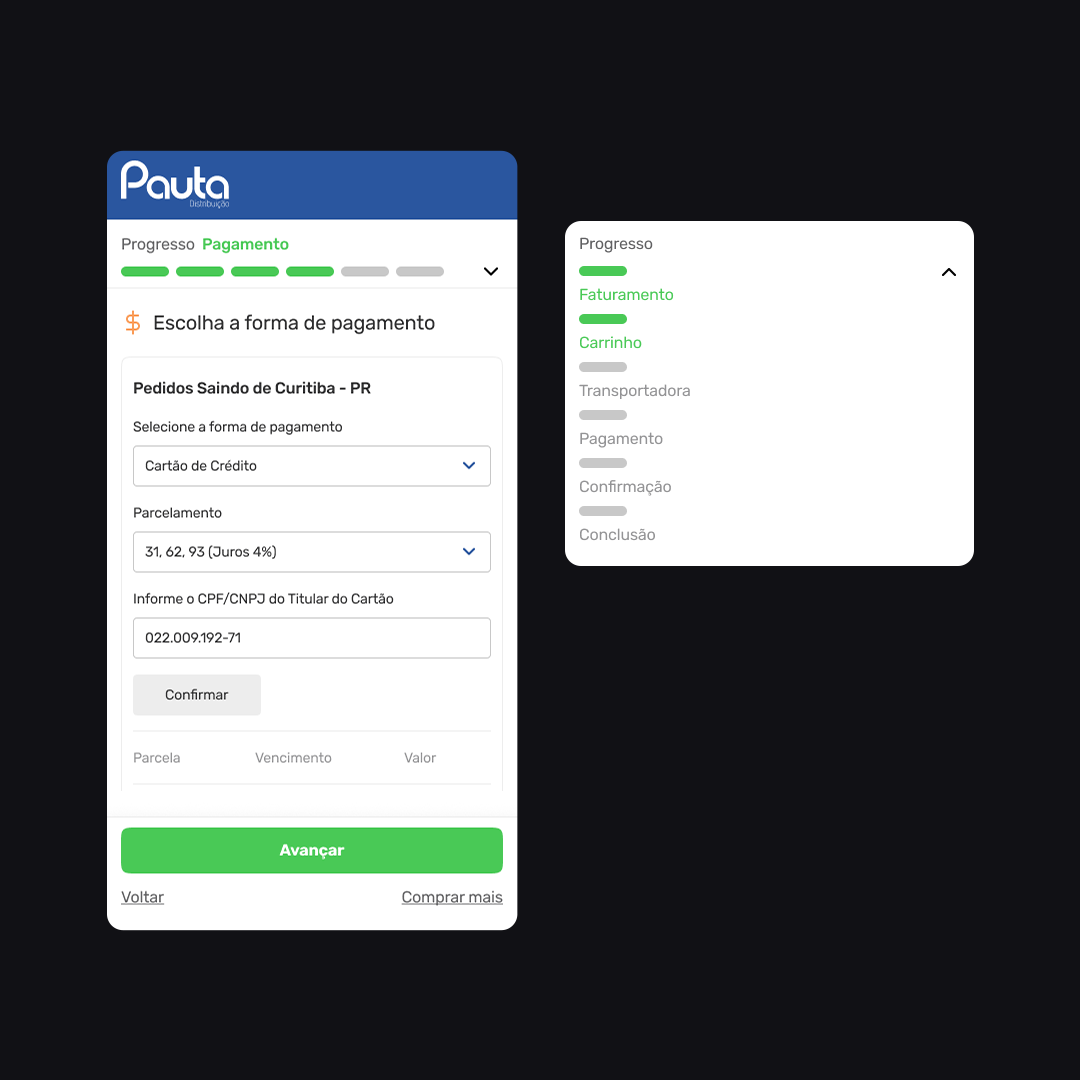 Pauta
Distribuição
Progresso Pagamento
Escolha a forma de pagamento
Pedidos Saindo de Curitiba - PR
Selecione a forma de pagamento
Cartão de Crédito
Parcelamento
31, 62, 93 (Juros 4%)
Informe o CPF/CNPJ do Titular do Cartão
022.009.192-71
Confirmar
Parcela Vencimento Valor
Avançar
Voltar Comprar mais
Progresso
Faturamento
Carrinho
Transportadora
Pagamento
Confirmação
Conclusão